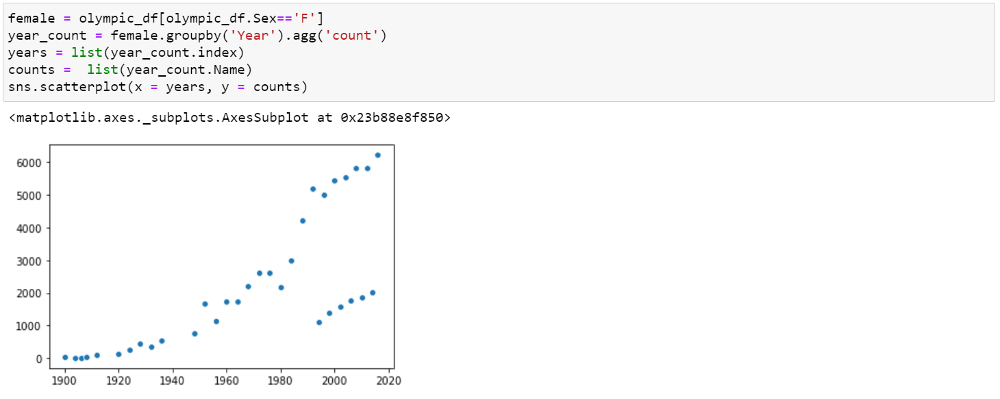 female = olympic_df[olympic_df.Sex=='F']
year_count = female.groupby('Year').agg('count')
years = list(year_count.index)
counts =  list(year_count.Name)
sns.scatterplot(x = years, y = counts)
<matplotlib.axes._subplots.AxesSubplot at 0x23b88e8f850>
6000
5000
4000
3000
2000
1000
0
1900 1920 1940 1960 1980 2000 2020